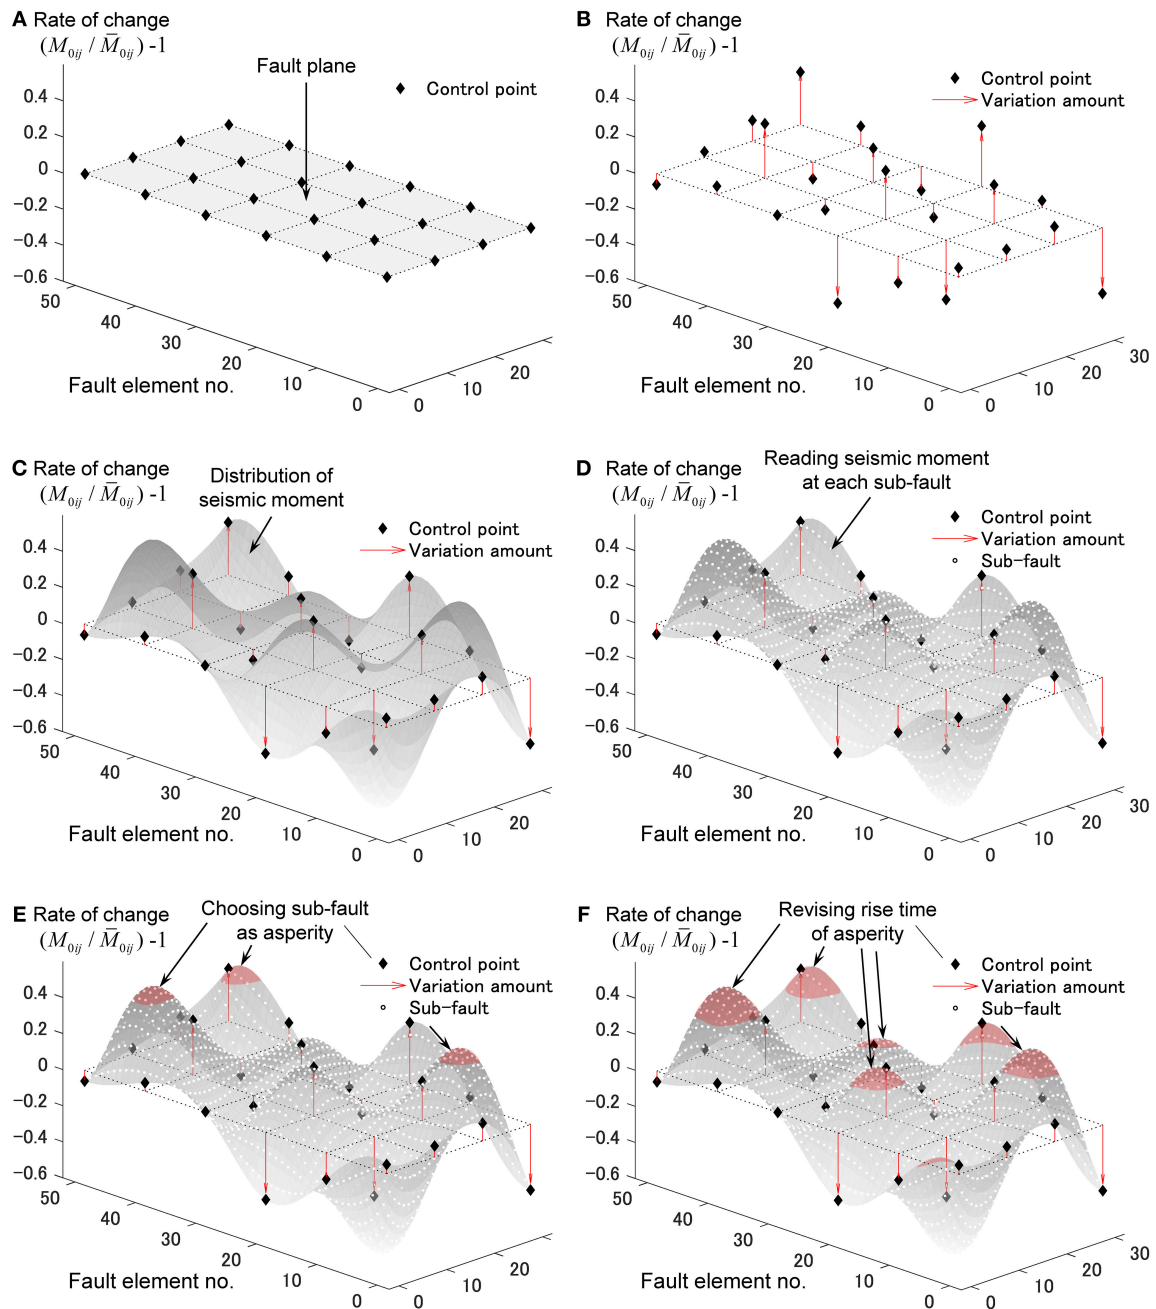 A Rate of change
(M0ij / M̄0ij) -1
Fault plane
Control point
0.4
0.2
0
−0.2
−0.4
−0.6
50
40
30
20
10
0
Fault element no.
0
10
20
B Rate of change
(M0ij / M̄0ij) -1
Control point
Variation amount
0.4
0.2
0
−0.2
−0.4
−0.6
50
40
30
20
10
0
Fault element no.
0
10
20
30
C Rate of change
(M0ij / M̄0ij) -1
Distribution of
seismic moment
Control point
Variation amount
0.4
0.2
0
−0.2
−0.4
−0.6
50
40
30
20
10
0
Fault element no.
0
10
20
D Rate of change
(M0ij / M̄0ij) -1
Reading seismic moment
at each sub-fault
Control point
Variation amount
Sub−fault
0.4
0.2
0
−0.2
−0.4
−0.6
50
40
30
20
10
0
Fault element no.
0
10
20
30
E Rate of change
(M0ij / M̄0ij) -1
Choosing sub-fault
as asperity
Control point
Variation amount
Sub−fault
0.4
0.2
0
−0.2
−0.4
−0.6
50
40
30
20
10
0
Fault element no.
0
10
20
F Rate of change
(M0ij / M̄0ij) -1
Revising rise time
of asperity
Control point
Variation amount
Sub−fault
0.4
0.2
0
−0.2
−0.4
−0.6
50
40
30
20
10
0
Fault element no.
0
10
20
30